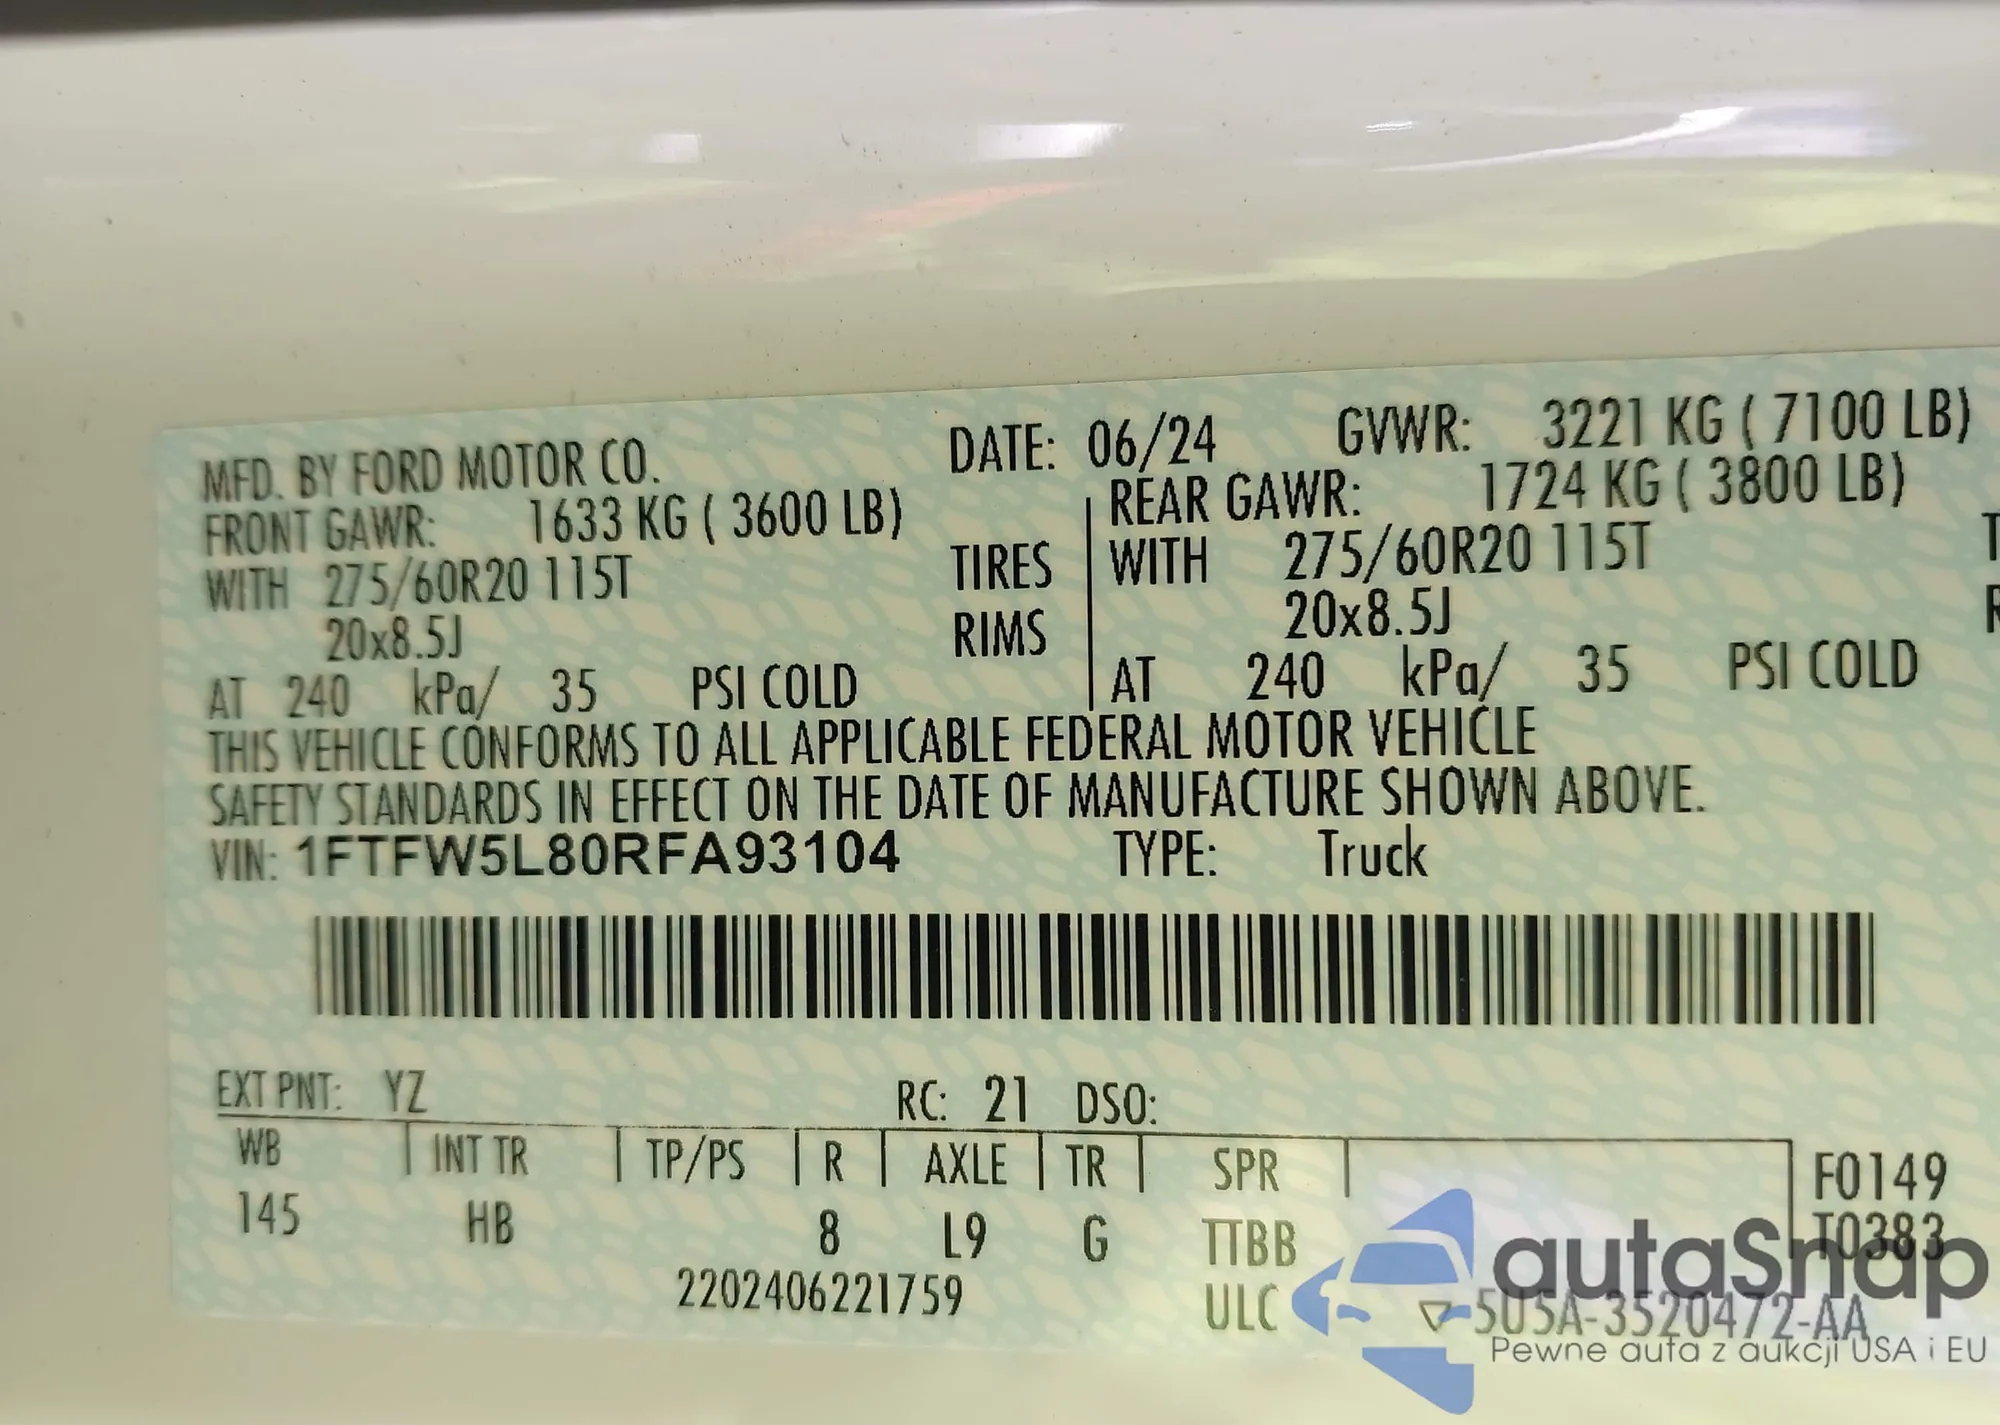 MFD. BY FORD MOTOR CO. DATE: 06/24 GVWR: 3221 KG ( 7100 LB)
FRONT GAWR: 1633 KG ( 3600 LB) REAR GAWR: 1724 KG ( 3800 LB)
WITH 275/60R20 115T TIRES WITH 275/60R20 115T T
20x8.5J RIMS 20x8.5J R
AT 240 kPa/ 35 PSI COLD AT 240 kPa/ 35 PSI COLD
THIS VEHICLE CONFORMS TO ALL APPLICABLE FEDERAL MOTOR VEHICLE
SAFETY STANDARDS IN EFFECT ON THE DATE OF MANUFACTURE SHOWN ABOVE.
VIN: 1FTFW5L80RFA93104 TYPE: Truck
EXT PNT: YZ RC: 21 DSO:
WB INT TR TP/PS R AXLE TR SPR F0149
145 HB 8 L9 G TTBB T0383
2202406221759 ULC 5U5A-3520472-AA
autaSnap
Pewne auta z aukcji USA i EU